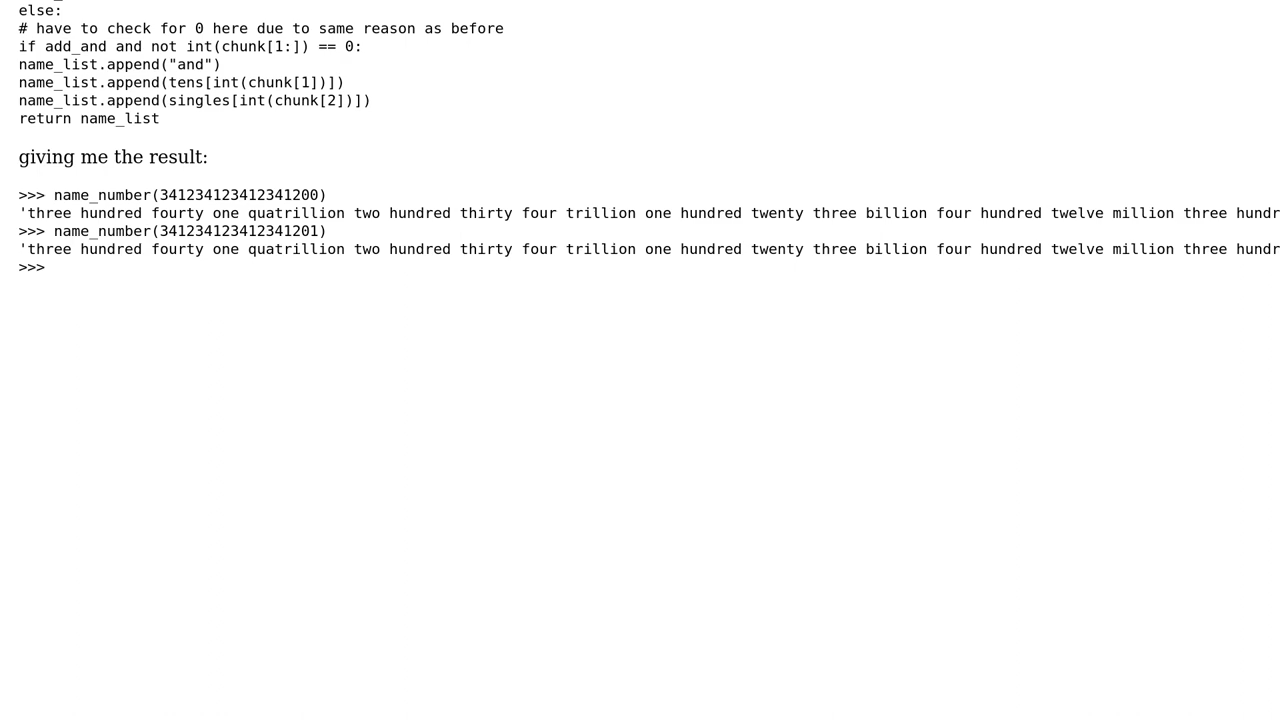 else:
# have to check for 0 here due to same reason as before
if add_and and not int(chunk[1:]) == 0:
name_list.append("and")
name_list.append(tens[int(chunk[1])])
name_list.append(singles[int(chunk[2])])
return name_list
giving me the result:
>>> name_number(341234123412341200)
'three hundred fourty one quatrillion two hundred thirty four trillion one hundred twenty three billion four hundred twelve million three hundr
>>> name_number(341234123412341201)
'three hundred fourty one quatrillion two hundred thirty four trillion one hundred twenty three billion four hundred twelve million three hundr
>>>